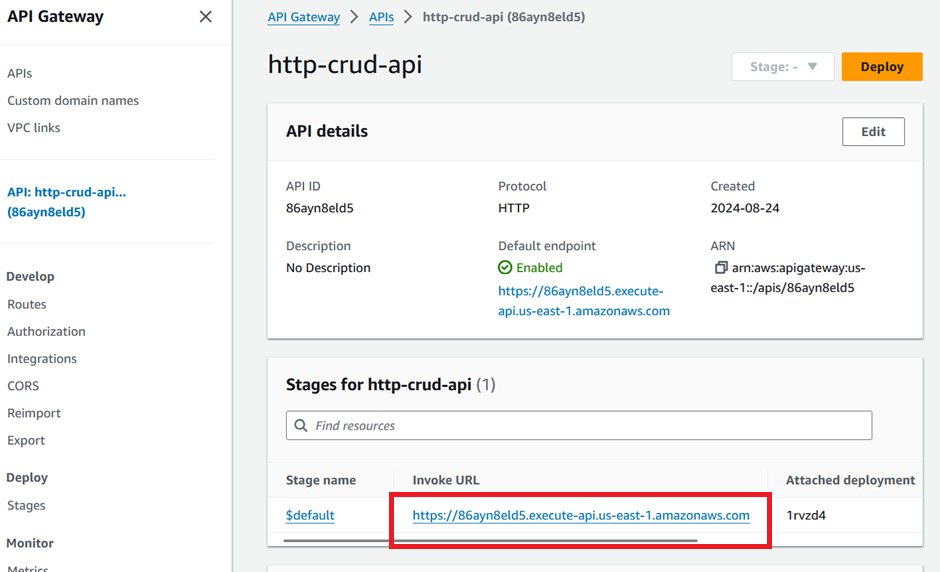 API Gateway
APIs
Custom domain names
VPC links
API: http-crud-api...
(86ayn8eld5)
Develop
Routes
Authorization
Integrations
CORS
Reimport
Export
Deploy
Stages
Monitor
Metrics
API Gateway > APIs > http-crud-api (86ayn8eld5)
http-crud-api
Stage: -
Deploy
API details
Edit
API ID
86ayn8eld5
Protocol
HTTP
Created
2024-08-24
Description
No Description
Default endpoint
Enabled
https://86ayn8eld5.execute-
api.us-east-1.amazonaws.com
ARN
arn:aws:apigateway:us-
east-1::/apis/86ayn8eld5
Stages for http-crud-api (1)
Find resources
Stage name Invoke URL Attached deployment
$default https://86ayn8eld5.execute-api.us-east-1.amazonaws.com 1rvzd4